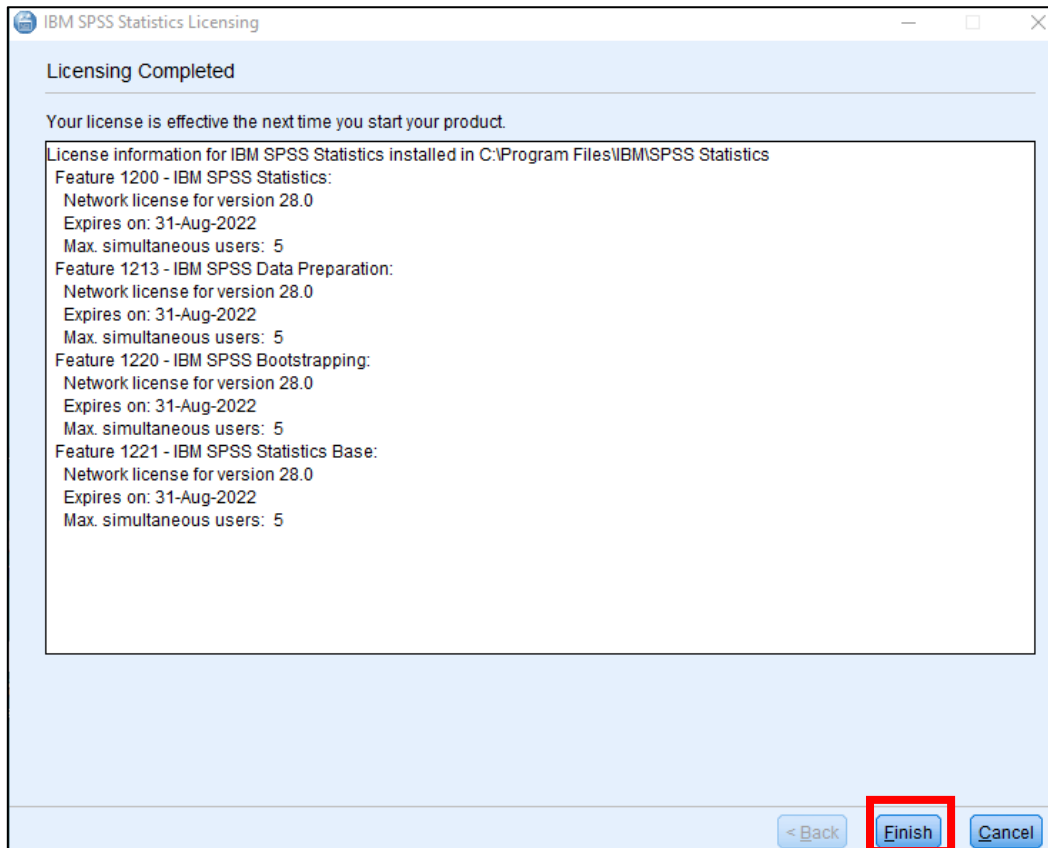 IBM SPSS Statistics Licensing
Licensing Completed
Your license is effective the next time you start your product.
License information for IBM SPSS Statistics installed in C:\Program Files\IBM\SPSS Statistics
Feature 1200 - IBM SPSS Statistics:
Network license for version 28.0
Expires on: 31-Aug-2022
Max. simultaneous users: 5
Feature 1213 - IBM SPSS Data Preparation:
Network license for version 28.0
Expires on: 31-Aug-2022
Max. simultaneous users: 5
Feature 1220 - IBM SPSS Bootstrapping:
Network license for version 28.0
Expires on: 31-Aug-2022
Max. simultaneous users: 5
Feature 1221 - IBM SPSS Statistics Base:
Network license for version 28.0
Expires on: 31-Aug-2022
Max. simultaneous users: 5
< Back Finish Cancel